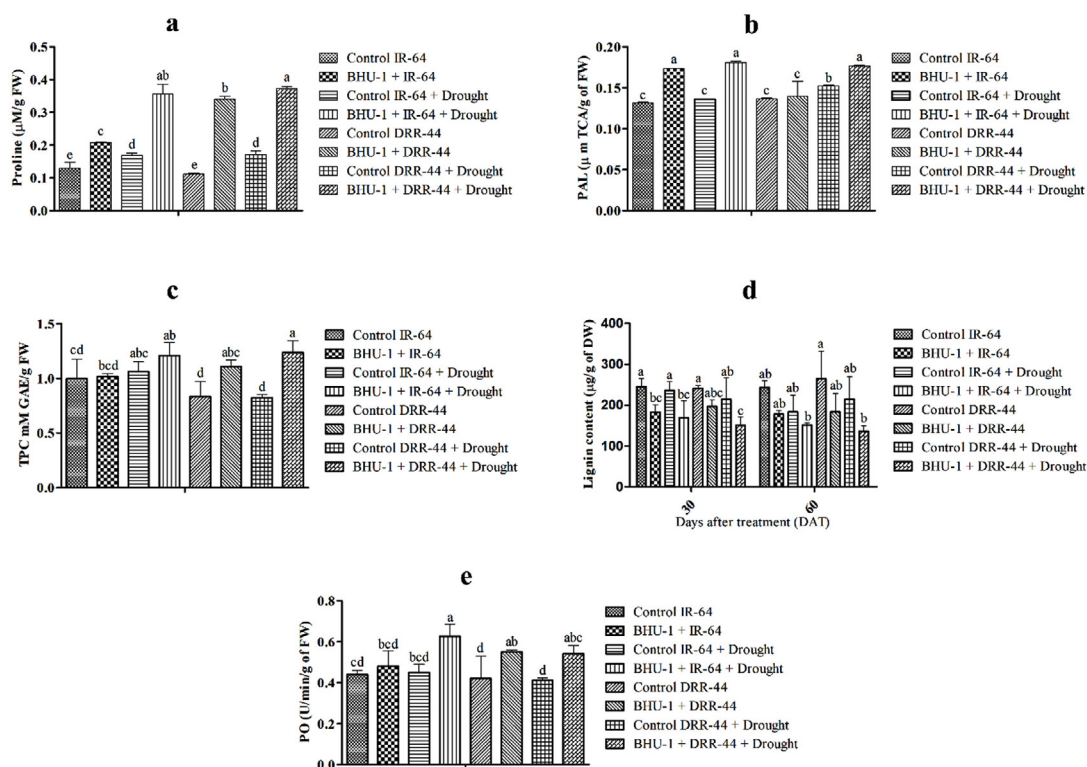 a
Proline (µM/g FW)
0.5
0.4
0.3
0.2
0.1
0.0
e
c
d
ab
e
b
d
a
Control IR-64
BHU-1 + IR-64
Control IR-64 + Drought
BHU-1 + IR-64 + Drought
Control DRR-44
BHU-1 + DRR-44
Control DRR-44 + Drought
BHU-1 + DRR-44 + Drought
b
PAL (µ m TCA/g of FW)
0.20
0.15
0.10
0.05
0.00
c
a
c
a
c
c
b
a
Control IR-64
BHU-1 + IR-64
Control IR-64 + Drought
BHU-1 + IR-64 + Drought
Control DRR-44
BHU-1 + DRR-44
Control DRR-44 + Drought
BHU-1 + DRR-44 + Drought
c
TPC mM GAE/g FW
1.5
1.0
0.5
0.0
cd
bcd
abc
ab
d
abc
d
a
Control IR-64
BHU-1 + IR-64
Control IR-64 + Drought
BHU-1 + IR-64 + Drought
Control DRR-44
BHU-1 + DRR-44
Control DRR-44 + Drought
BHU-1 + DRR-44 + Drought
d
Lignin content (µg/g of DW)
400
300
200
100
0
a
bc
a
bc
a
abc
ab
c
ab
ab
ab
b
a
ab
ab
b
30
60
Days after treatment (DAT)
Control IR-64
BHU-1 + IR-64
Control IR-64 + Drought
BHU-1 + IR-64 + Drought
Control DRR-44
BHU-1 + DRR-44
Control DRR-44 + Drought
BHU-1 + DRR-44 + Drought
e
PO (U/min/g of FW)
0.8
0.6
0.4
0.2
0.0
cd
bcd
bcd
a
d
ab
d
abc
Control IR-64
BHU-1 + IR-64
Control IR-64 + Drought
BHU-1 + IR-64 + Drought
Control DRR-44
BHU-1 + DRR-44
Control DRR-44 + Drought
BHU-1 + DRR-44 + Drought